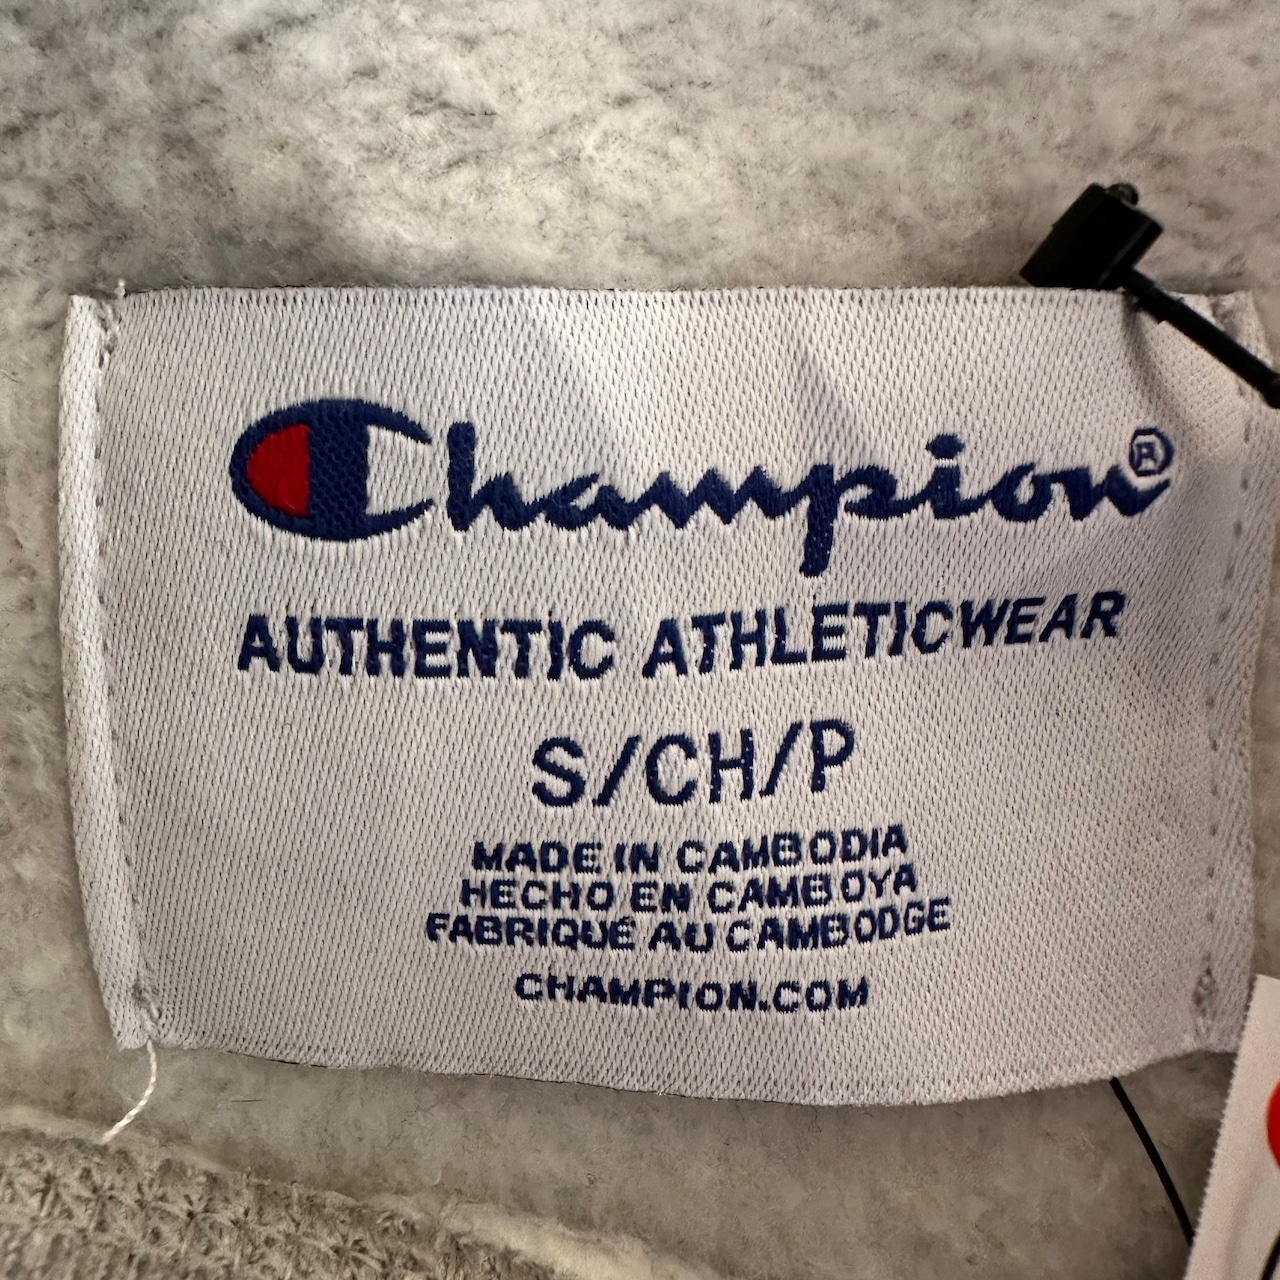 Champion®
AUTHENTIC ATHLETICWEAR
S/CH/P
MADE IN CAMBODIA
HECHO EN CAMBOYA
FABRIQUÉ AU CAMBODGE
CHAMPION.COM